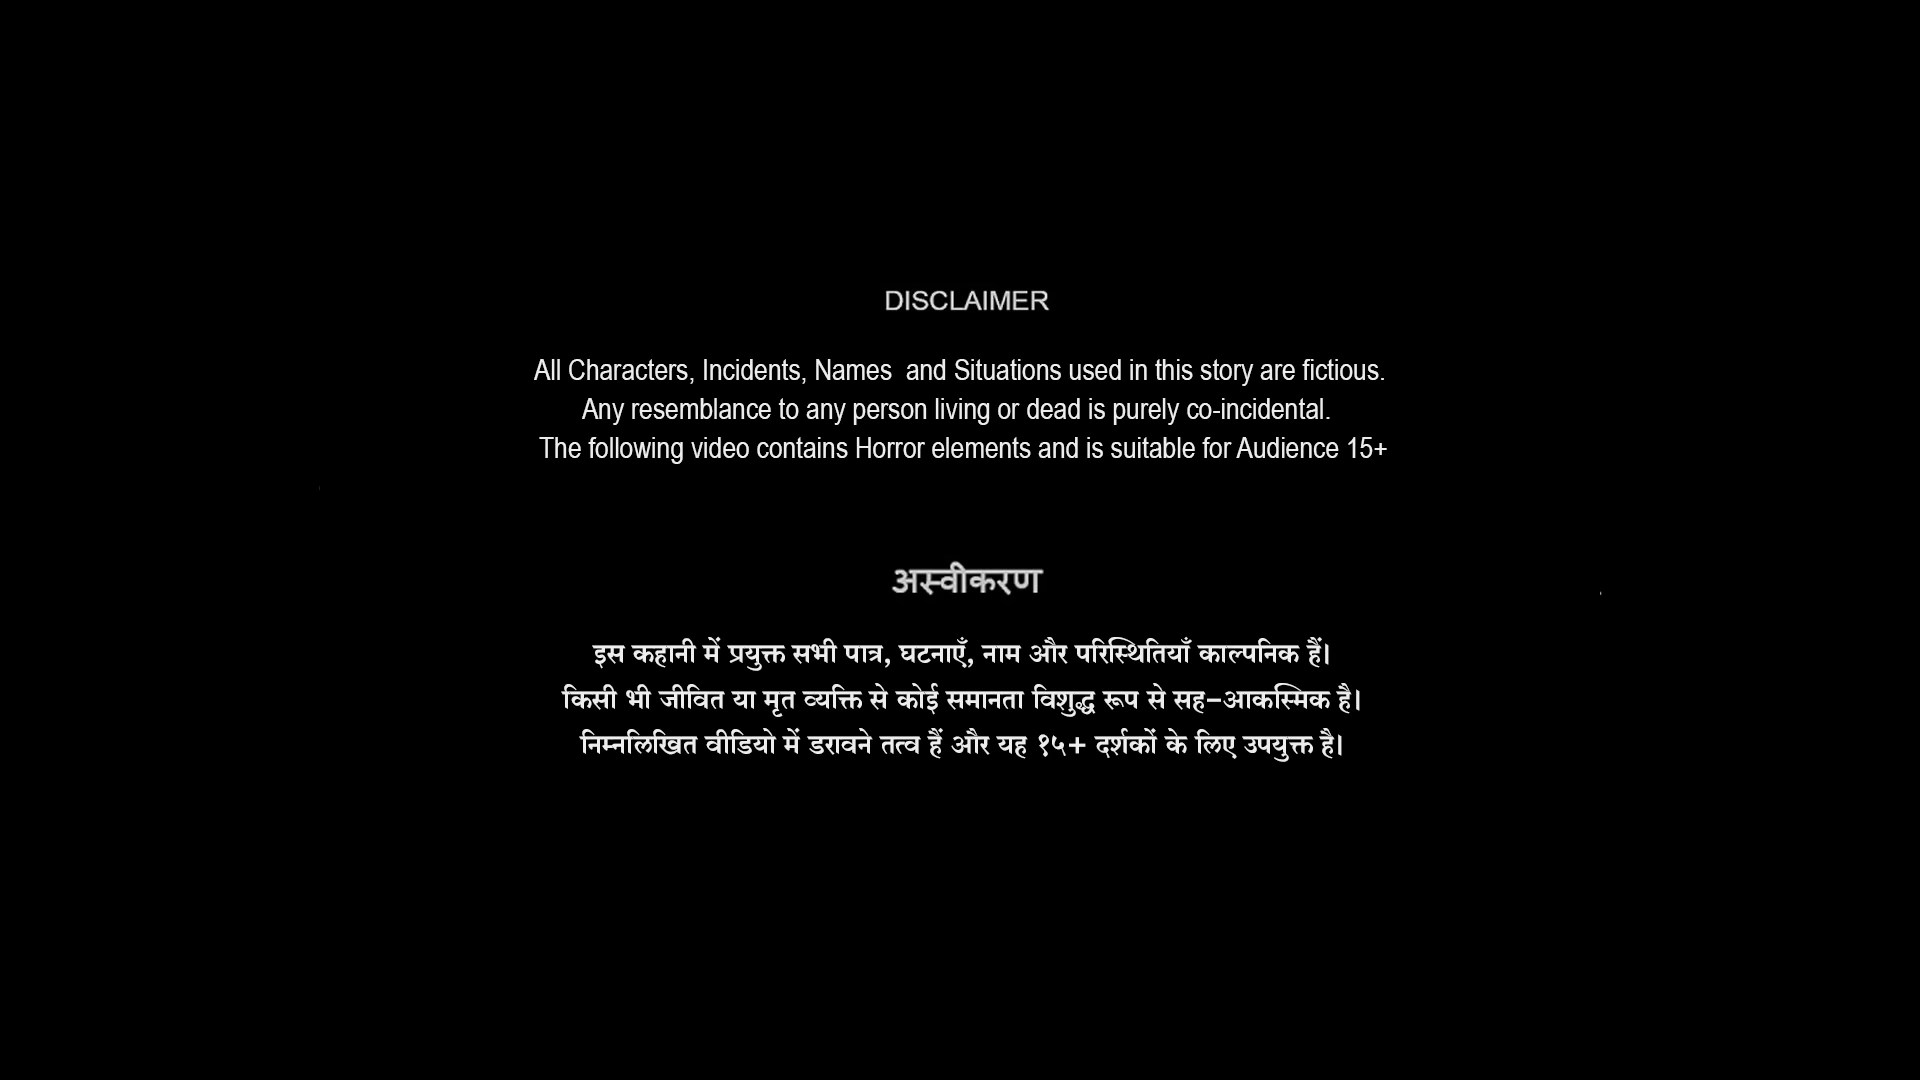 DISCLAIMER
All Characters, Incidents, Names  and Situations used in this story are fictious.
Any resemblance to any person living or dead is purely co-incidental.
The following video contains Horror elements and is suitable for Audience 15+
अस्वीकरण
इस कहानी में प्रयुक्त सभी पात्र, घटनाएँ, नाम और परिस्थितियाँ काल्पनिक हैं।
किसी भी जीवित या मृत व्यक्ति से कोई समानता विशुद्ध रूप से सह-आकस्मिक है।
निम्नलिखित वीडियो में डरावने तत्व हैं और यह १५+ दर्शकों के लिए उपयुक्त है।